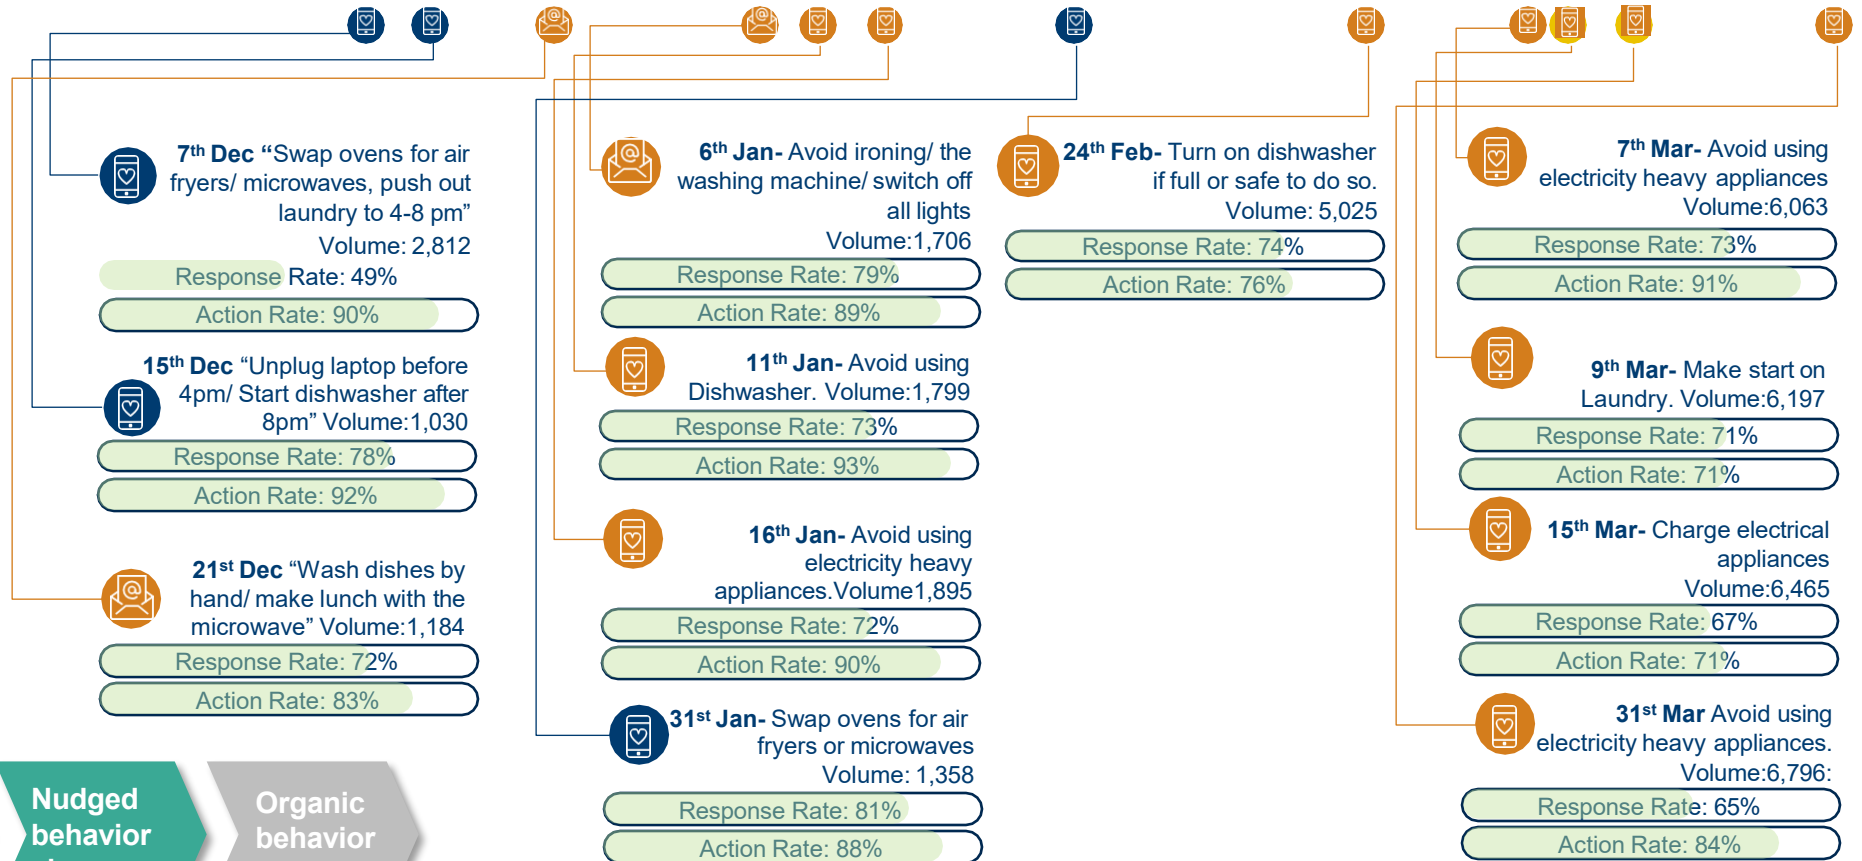 7th Dec “Swap ovens for air
fryers/ microwaves, push out
laundry to 4-8 pm”
Volume: 2,812
Response Rate: 49%
Action Rate: 90%
15th Dec “Unplug laptop before
4pm/ Start dishwasher after
8pm” Volume:1,030
Response Rate: 78%
Action Rate: 92%
21st Dec “Wash dishes by
hand/ make lunch with the
microwave” Volume:1,184
Response Rate: 72%
Action Rate: 83%
Nudged
behavior
Organic
behavior
6th Jan- Avoid ironing/ the
washing machine/ switch off
all lights
Volume:1,706
Response Rate: 79%
Action Rate: 89%
11th Jan- Avoid using
Dishwasher. Volume:1,799
Response Rate: 73%
Action Rate: 93%
16th Jan- Avoid using
electricity heavy
appliances.Volume1,895
Response Rate: 72%
Action Rate: 90%
31st Jan- Swap ovens for air
fryers or microwaves
Volume: 1,358
Response Rate: 81%
Action Rate: 88%
24th Feb- Turn on dishwasher
if full or safe to do so.
Volume: 5,025
Response Rate: 74%
Action Rate: 76%
7th Mar- Avoid using
electricity heavy appliances
Volume:6,063
Response Rate: 73%
Action Rate: 91%
9th Mar- Make start on
Laundry. Volume:6,197
Response Rate: 71%
Action Rate: 71%
15th Mar- Charge electrical
appliances
Volume:6,465
Response Rate: 67%
Action Rate: 71%
31st Mar Avoid using
electricity heavy appliances.
Volume:6,796:
Response Rate: 65%
Action Rate: 84%